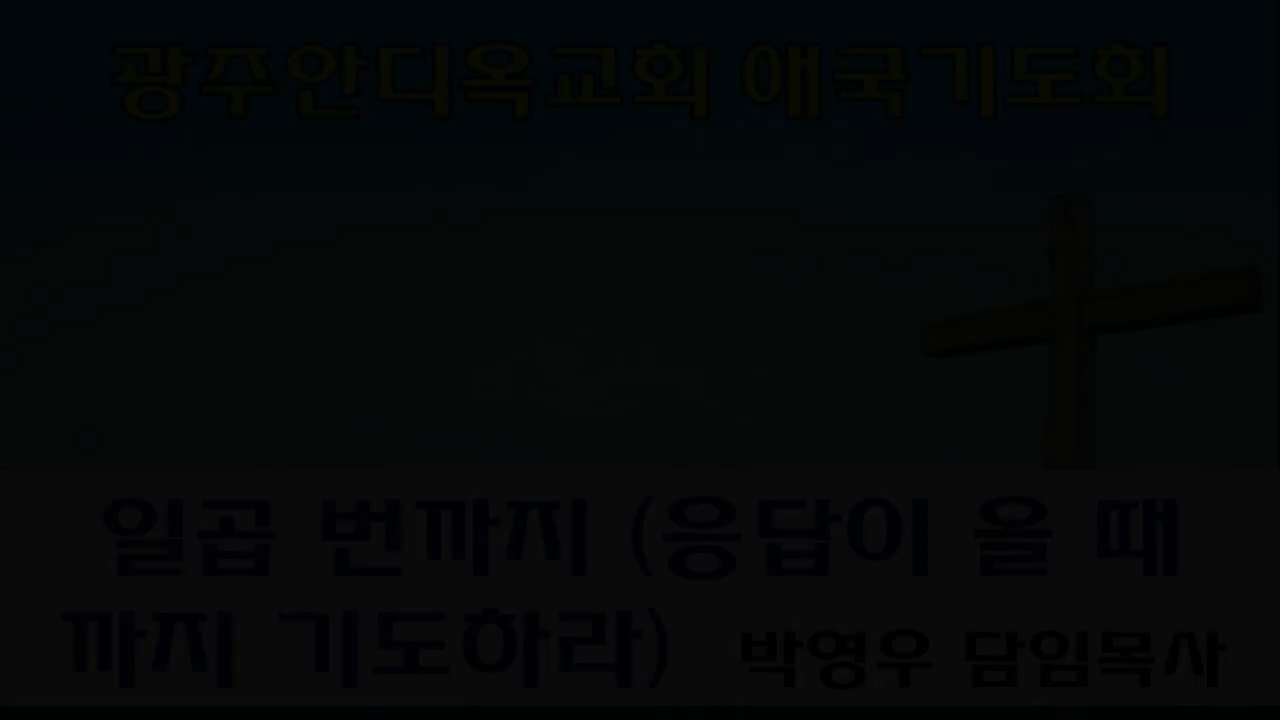 광주안디옥교회 애국기도회
일곱 번까지 (응답이 올 때
까지 기도하라) 박영우 담임목사